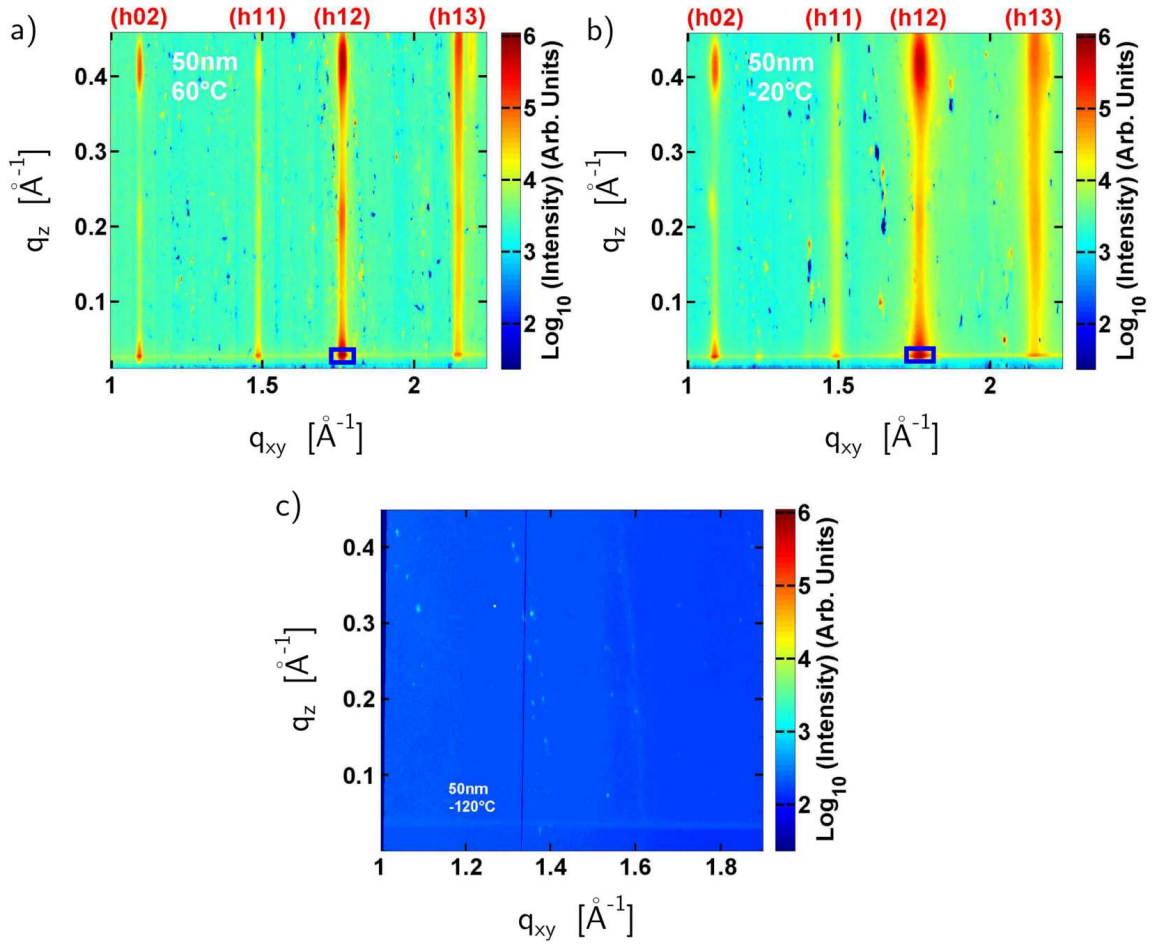 a)
(h02) (h11) (h12) (h13)
50nm
60°C
0.4
0.3
0.2
0.1
1 1.5 2
q_z [Å⁻¹]
q_xy [Å⁻¹]
6
5
4
3
2
Log₁₀ (Intensity) (Arb. Units)
b)
(h02) (h11) (h12) (h13)
50nm
-20°C
0.4
0.3
0.2
0.1
1 1.5 2
q_z [Å⁻¹]
q_xy [Å⁻¹]
6
5
4
3
2
Log₁₀ (Intensity) (Arb. Units)
c)
50nm
-120°C
0.4
0.3
0.2
0.1
1 1.2 1.4 1.6 1.8
q_z [Å⁻¹]
q_xy [Å⁻¹]
6
5
4
3
2
Log₁₀ (Intensity) (Arb. Units)